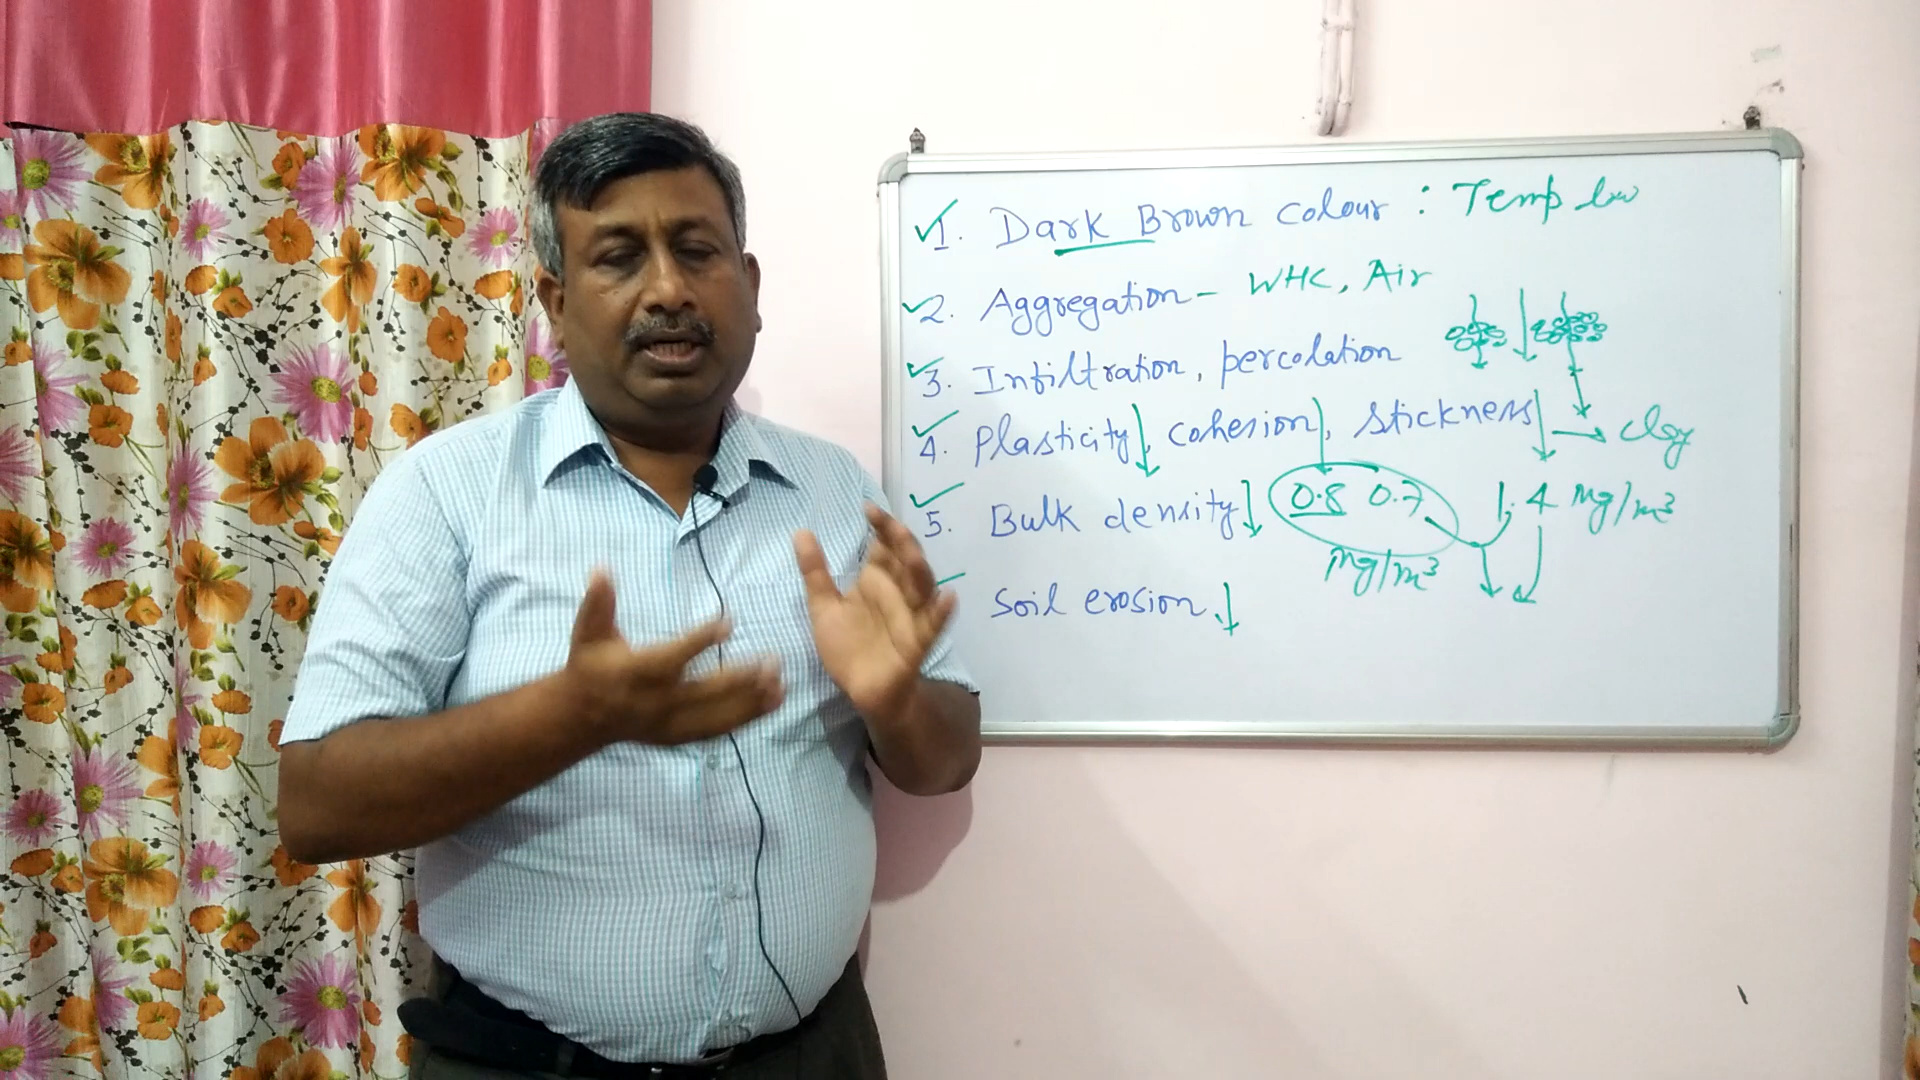 1. Dark Brown colour : Temp low
2. Aggregation - WHC, Air
3. Infiltration, percolation
4. Plasticity↓, cohesion↓, stickness↓ → clay
5. Bulk density↓ 0.8 0.7 1.4 Mg/m³
Mg/m³
Soil erosion ↓